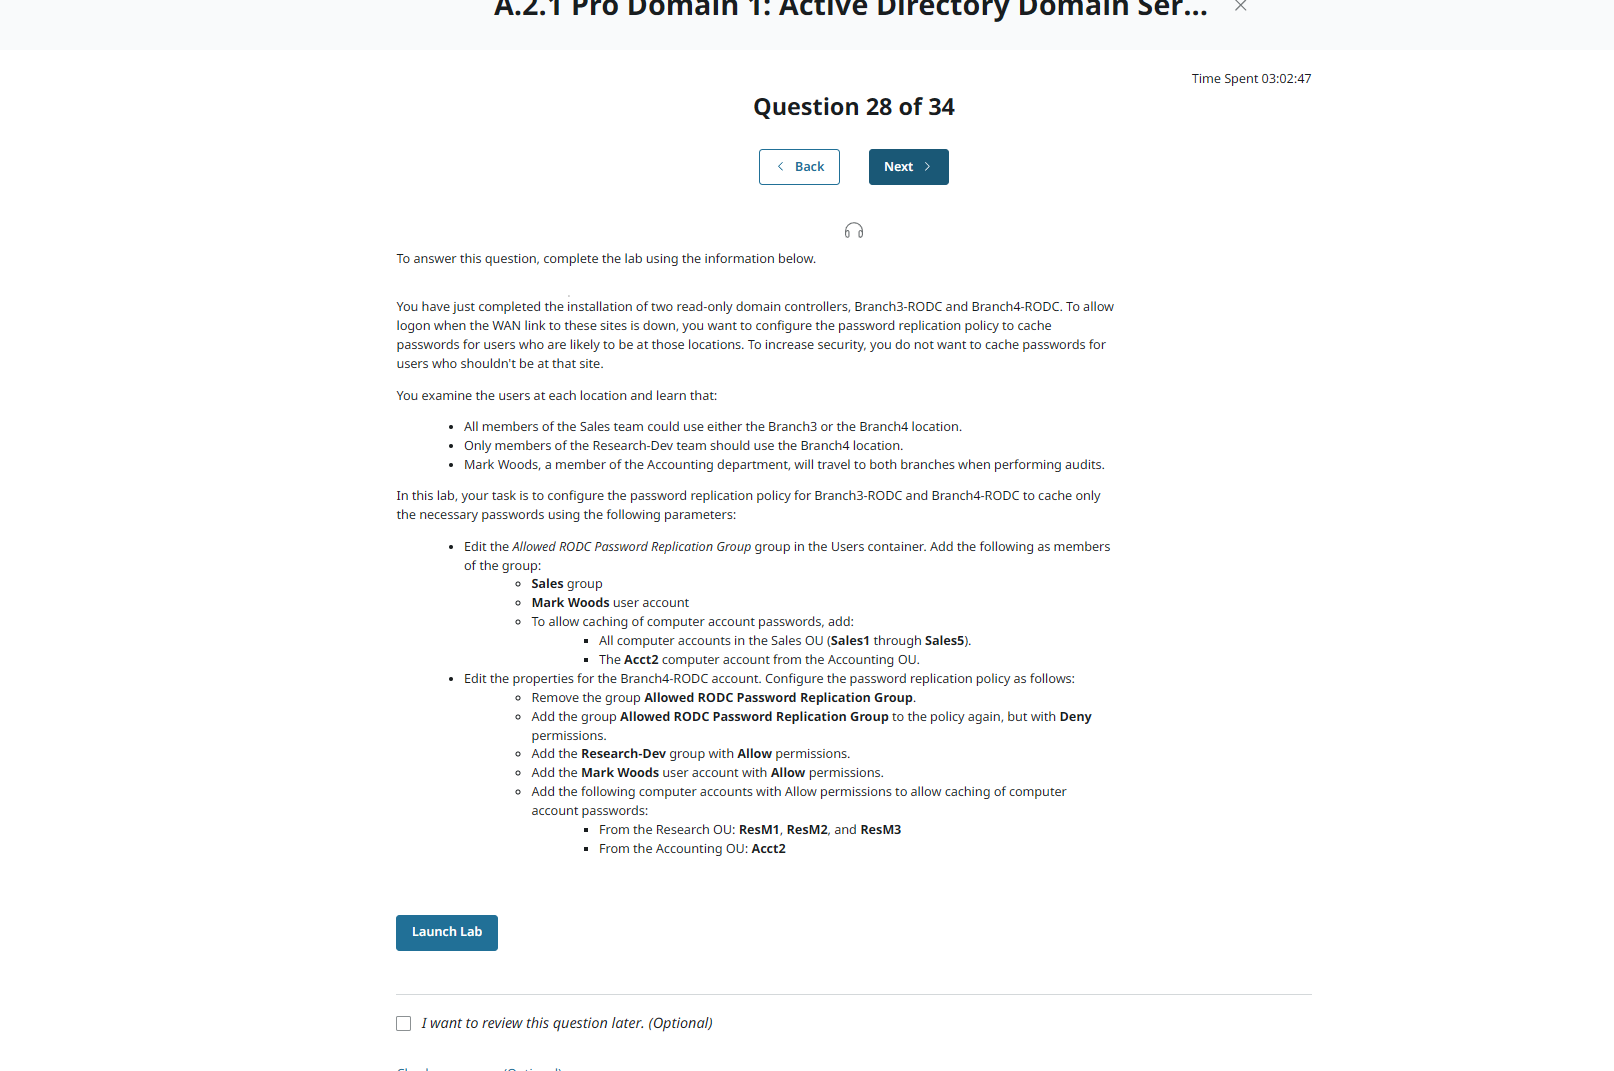 A.2.1 Pro Domain 1: Active Directory Domain Ser...
Time Spent 03:02:47
Question 28 of 34
Back
Next
To answer this question, complete the lab using the information below.
You have just completed the installation of two read-only domain controllers, Branch3-RODC and Branch4-RODC. To allow
logon when the WAN link to these sites is down, you want to configure the password replication policy to cache
passwords for users who are likely to be at those locations. To increase security, you do not want to cache passwords for
users who shouldn't be at that site.
You examine the users at each location and learn that:
• All members of the Sales team could use either the Branch3 or the Branch4 location.
• Only members of the Research-Dev team should use the Branch4 location.
• Mark Woods, a member of the Accounting department, will travel to both branches when performing audits.
In this lab, your task is to configure the password replication policy for Branch3-RODC and Branch4-RODC to cache only
the necessary passwords using the following parameters:
• Edit the Allowed RODC Password Replication Group group in the Users container. Add the following as members
of the group:
◦ Sales group
◦ Mark Woods user account
◦ To allow caching of computer account passwords, add:
▪ All computer accounts in the Sales OU (Sales1 through Sales5).
▪ The Acct2 computer account from the Accounting OU.
• Edit the properties for the Branch4-RODC account. Configure the password replication policy as follows:
◦ Remove the group Allowed RODC Password Replication Group.
◦ Add the group Allowed RODC Password Replication Group to the policy again, but with Deny
permissions.
◦ Add the Research-Dev group with Allow permissions.
◦ Add the Mark Woods user account with Allow permissions.
◦ Add the following computer accounts with Allow permissions to allow caching of computer
account passwords:
▪ From the Research OU: ResM1, ResM2, and ResM3
▪ From the Accounting OU: Acct2
Launch Lab
I want to review this question later. (Optional)